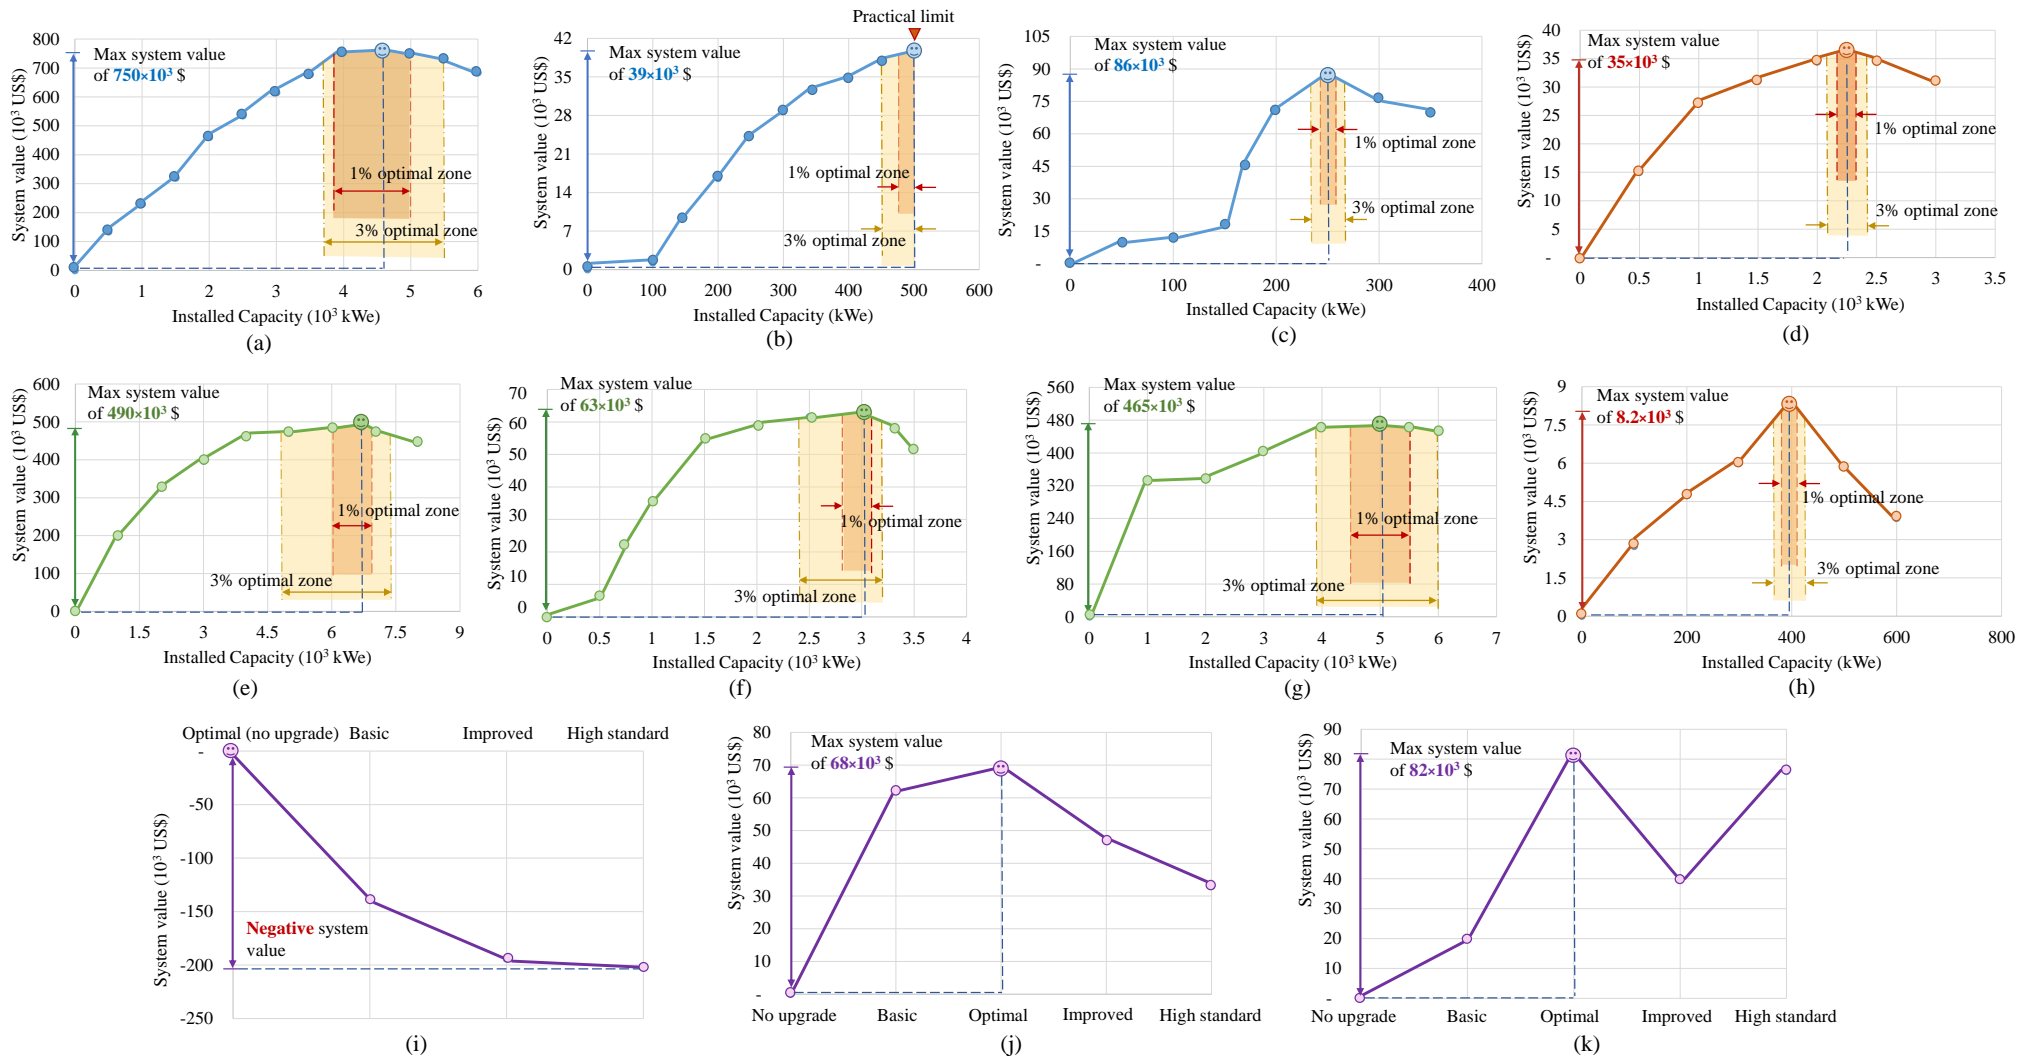 Practical limit
800
700
600
500
400
300
200
100
0
System value (10³ US$)
Max system value
of 750×10³ $
1% optimal zone
3% optimal zone
0 1 2 3 4 5 6
Installed Capacity (10³ kWe)
(a)
42
35
28
21
14
7
0
System value (10³ US$)
Max system value
of 39×10³ $
1% optimal zone
3% optimal zone
0 100 200 300 400 500 600
Installed Capacity (kWe)
(b)
105
90
75
60
45
30
15
-
System value (10³ US$)
Max system value
of 86×10³ $
1% optimal zone
3% optimal zone
0 100 200 300 400
Installed Capacity (kWe)
(c)
40
35
30
25
20
15
10
5
-
System value (10³ US$)
Max system value
of 35×10³ $
1% optimal zone
3% optimal zone
0 0.5 1 1.5 2 2.5 3 3.5
Installed Capacity (10³ kWe)
(d)
600
500
400
300
200
100
0
System value (10³ US$)
Max system value
of 490×10³ $
1% optimal zone
3% optimal zone
0 1.5 3 4.5 6 7.5 9
Installed Capacity (10³ kWe)
(e)
70
60
50
40
30
20
10
0
System value (10³ US$)
Max system value
of 63×10³ $
1% optimal zone
3% optimal zone
0 0.5 1 1.5 2 2.5 3 3.5 4
Installed Capacity (10³ kWe)
(f)
560
480
400
320
240
160
80
0
System value (10³ US$)
Max system value
of 465×10³ $
1% optimal zone
3% optimal zone
0 1 2 3 4 5 6 7
Installed Capacity (10³ kWe)
(g)
9
7.5
6
4.5
3
1.5
0
System value (10³ US$)
Max system value
of 8.2×10³ $
1% optimal zone
3% optimal zone
0 200 400 600 800
Installed Capacity (kWe)
(h)
Optimal (no upgrade) Basic Improved High standard
-
-50
-100
-150
-200
-250
System value (10³ US$)
Negative system
value
(i)
80
70
60
50
40
30
20
10
-
System value (10³ US$)
Max system value
of 68×10³ $
No upgrade Basic Optimal Improved High standard
(j)
90
80
70
60
50
40
30
20
10
-
System value (10³ US$)
Max system value
of 82×10³ $
No upgrade Basic Optimal Improved High standard
(k)